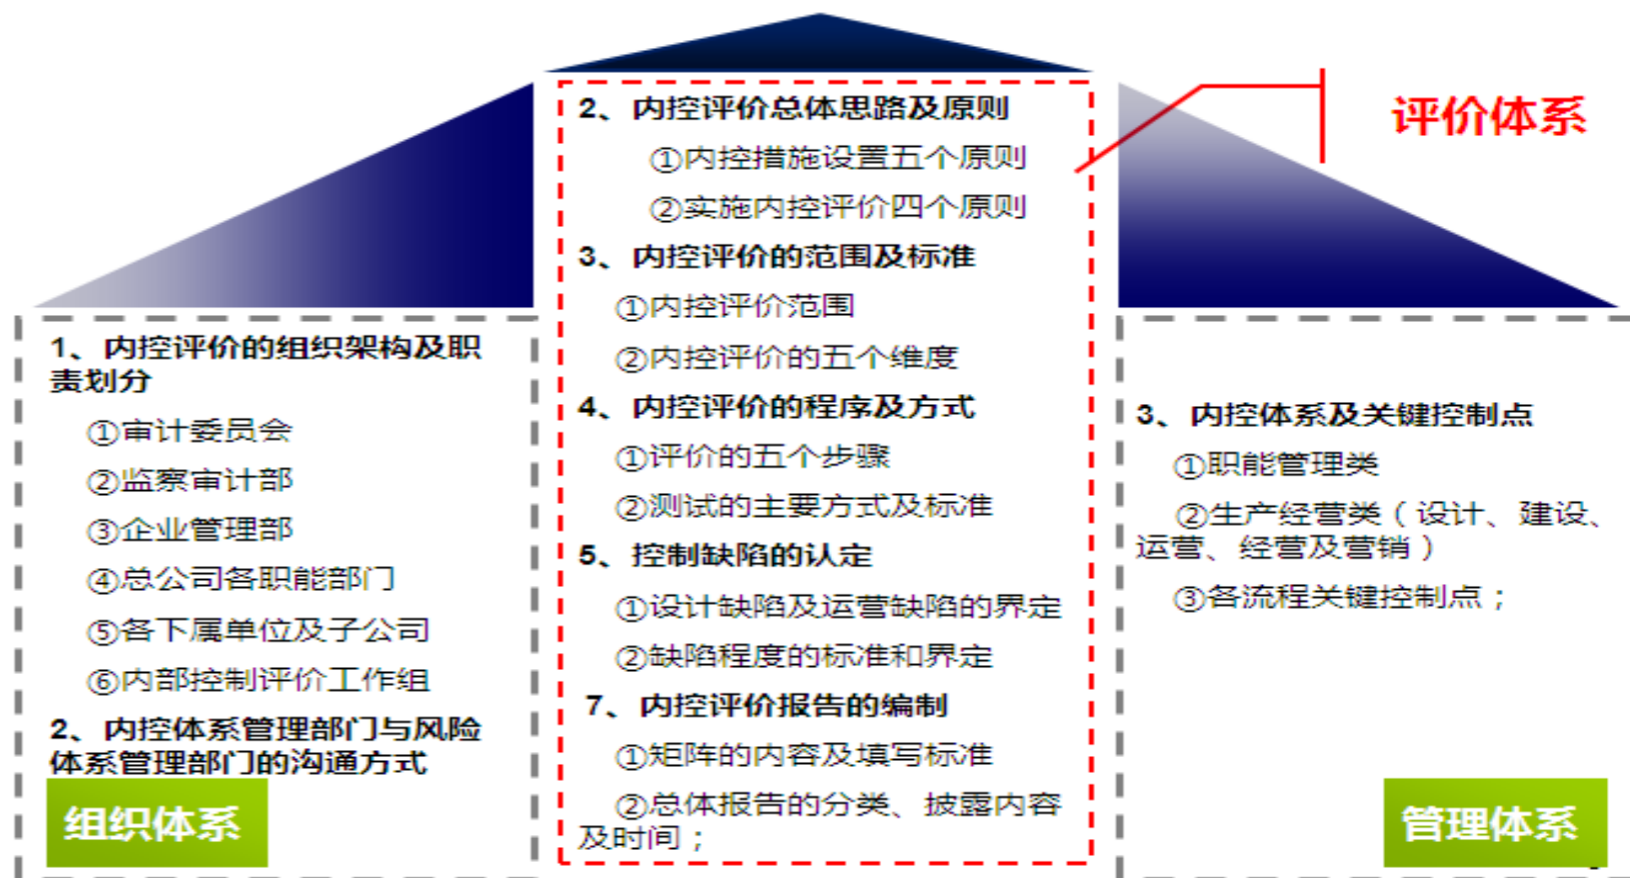 1、内控评价的组织架构及职
责划分
①审计委员会
②监察审计部
③企业管理部
④总公司各职能部门
⑤各下属单位及子公司
⑥内部控制评价工作组
2、内控体系管理部门与风险
体系管理部门的沟通方式
组织体系
2、内控评价总体思路及原则
①内控措施设置五个原则
②实施内控评价四个原则
3、内控评价的范围及标准
①内控评价范围
②内控评价的五个维度
4、内控评价的程序及方式
①评价的五个步骤
②测试的主要方式及标准
5、控制缺陷的认定
①设计缺陷及运营缺陷的界定
②缺陷程度的标准和界定
7、内控评价报告的编制
①矩阵的内容及填写标准
②总体报告的分类、披露内容
及时间；
评价体系
3、内控体系及关键控制点
①职能管理类
②生产经营类（设计、建设、
运营、经营及营销）
③各流程关键控制点；
管理体系